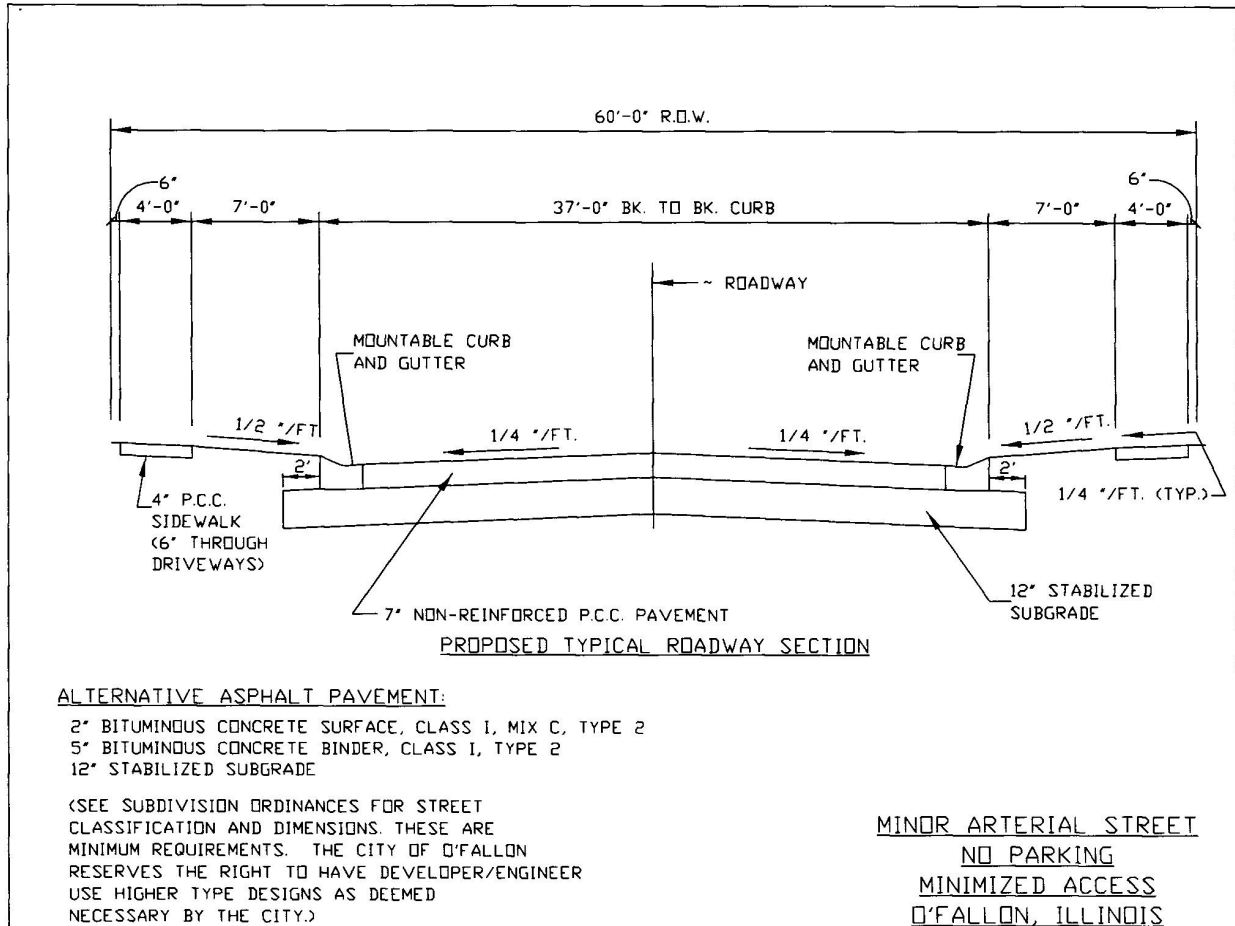 60'-0" R.O.W.
6"
6"
4'-0"
7'-0"
37'-0" BK. TO BK. CURB
7'-0"
4'-0"
~ ROADWAY
MOUNTABLE CURB
AND GUTTER
MOUNTABLE CURB
AND GUTTER
1/2 "/FT
1/4 "/FT.
1/4 "/FT.
1/2 "/FT.
2'
2'
1/4 "/FT. (TYP.)
4" P.C.C.
SIDEWALK
(6" THROUGH
DRIVEWAYS)
12" STABILIZED
SUBGRADE
7" NON-REINFORCED P.C.C. PAVEMENT
PROPOSED TYPICAL ROADWAY SECTION
ALTERNATIVE ASPHALT PAVEMENT:
2" BITUMINOUS CONCRETE SURFACE, CLASS I, MIX C, TYPE 2
5" BITUMINOUS CONCRETE BINDER, CLASS I, TYPE 2
12" STABILIZED SUBGRADE
(SEE SUBDIVISION ORDINANCES FOR STREET
CLASSIFICATION AND DIMENSIONS. THESE ARE
MINIMUM REQUIREMENTS. THE CITY OF O'FALLON
RESERVES THE RIGHT TO HAVE DEVELOPER/ENGINEER
USE HIGHER TYPE DESIGNS AS DEEMED
NECESSARY BY THE CITY.)
MINOR ARTERIAL STREET
NO PARKING
MINIMIZED ACCESS
O'FALLON, ILLINOIS